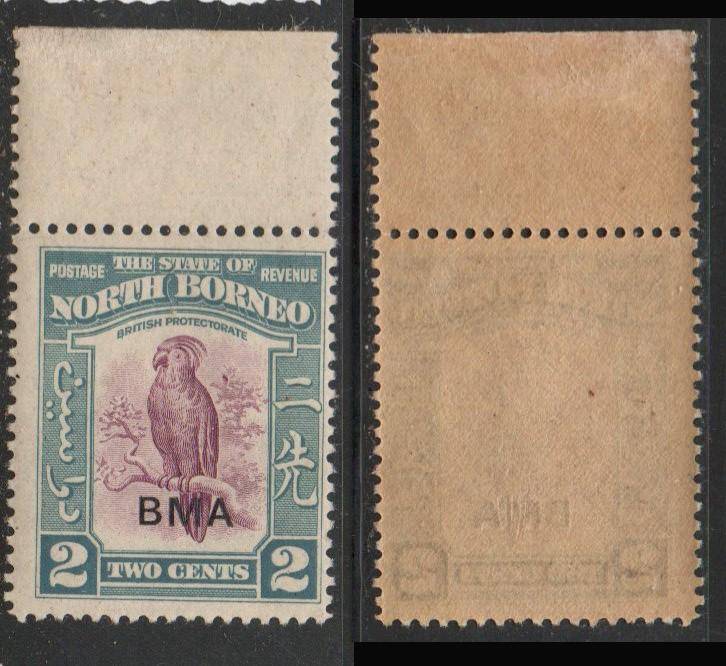 POSTAGE THE STATE OF REVENUE
NORTH BORNEO
BRITISH PROTECTORATE
دوا سين
二先
BMA
2 TWO CENTS 2